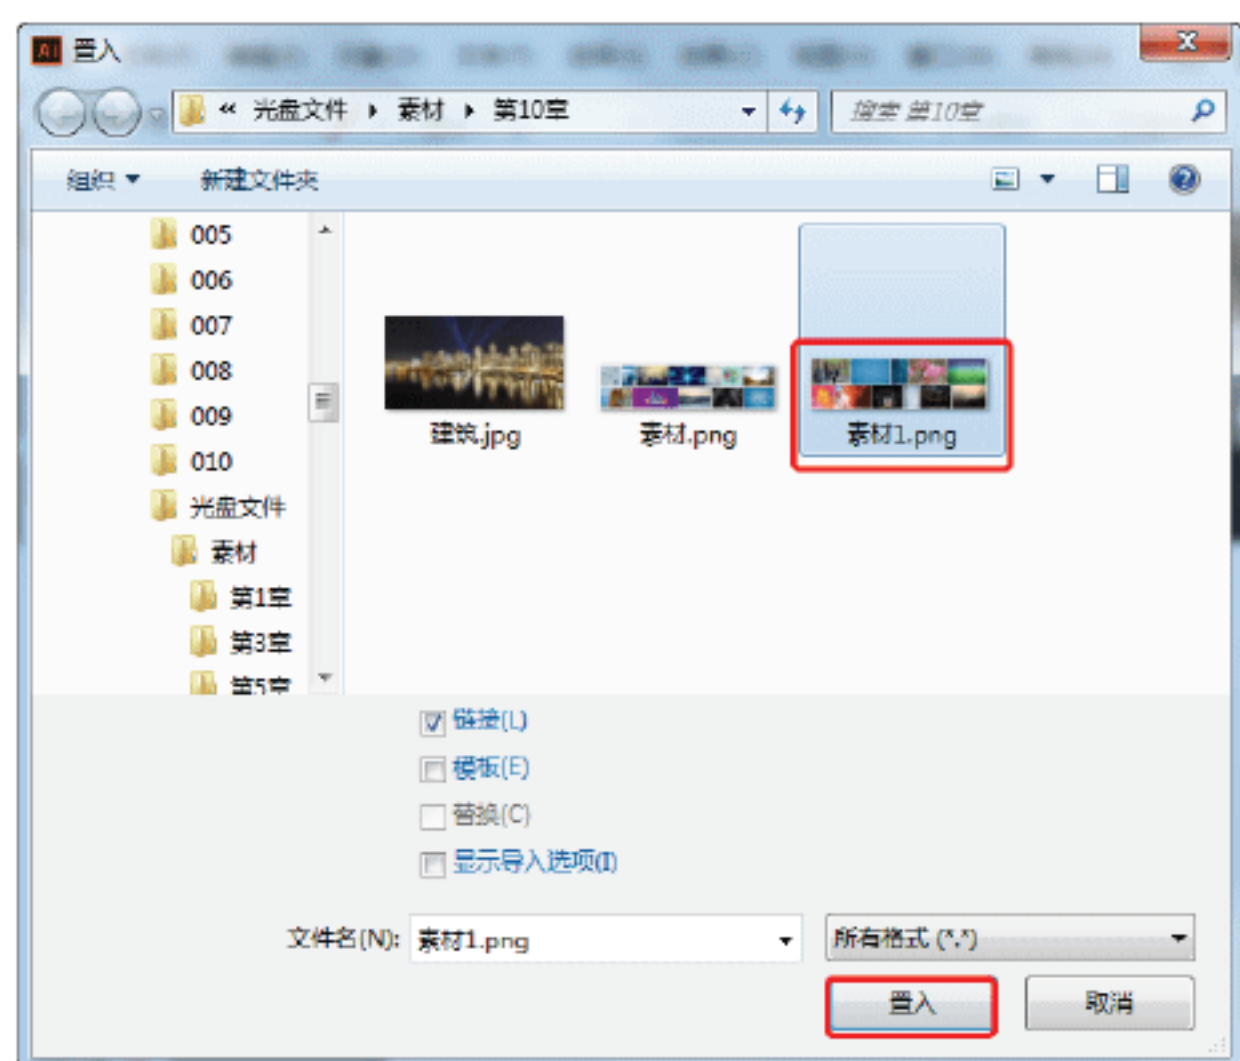 Ai 置入
« 光盘文件 ▸ 素材 ▸ 第10章
搜索 第10章
组织 ▼ 新建文件夹
005
006
007
008
009
010
光盘文件
素材
第1章
第3章
第5章
建筑.jpg
素材.png
素材1.png
链接(L)
模板(E)
替换(C)
显示导入选项(I)
文件名(N): 素材1.png
所有格式 (*.*)
置入
取消